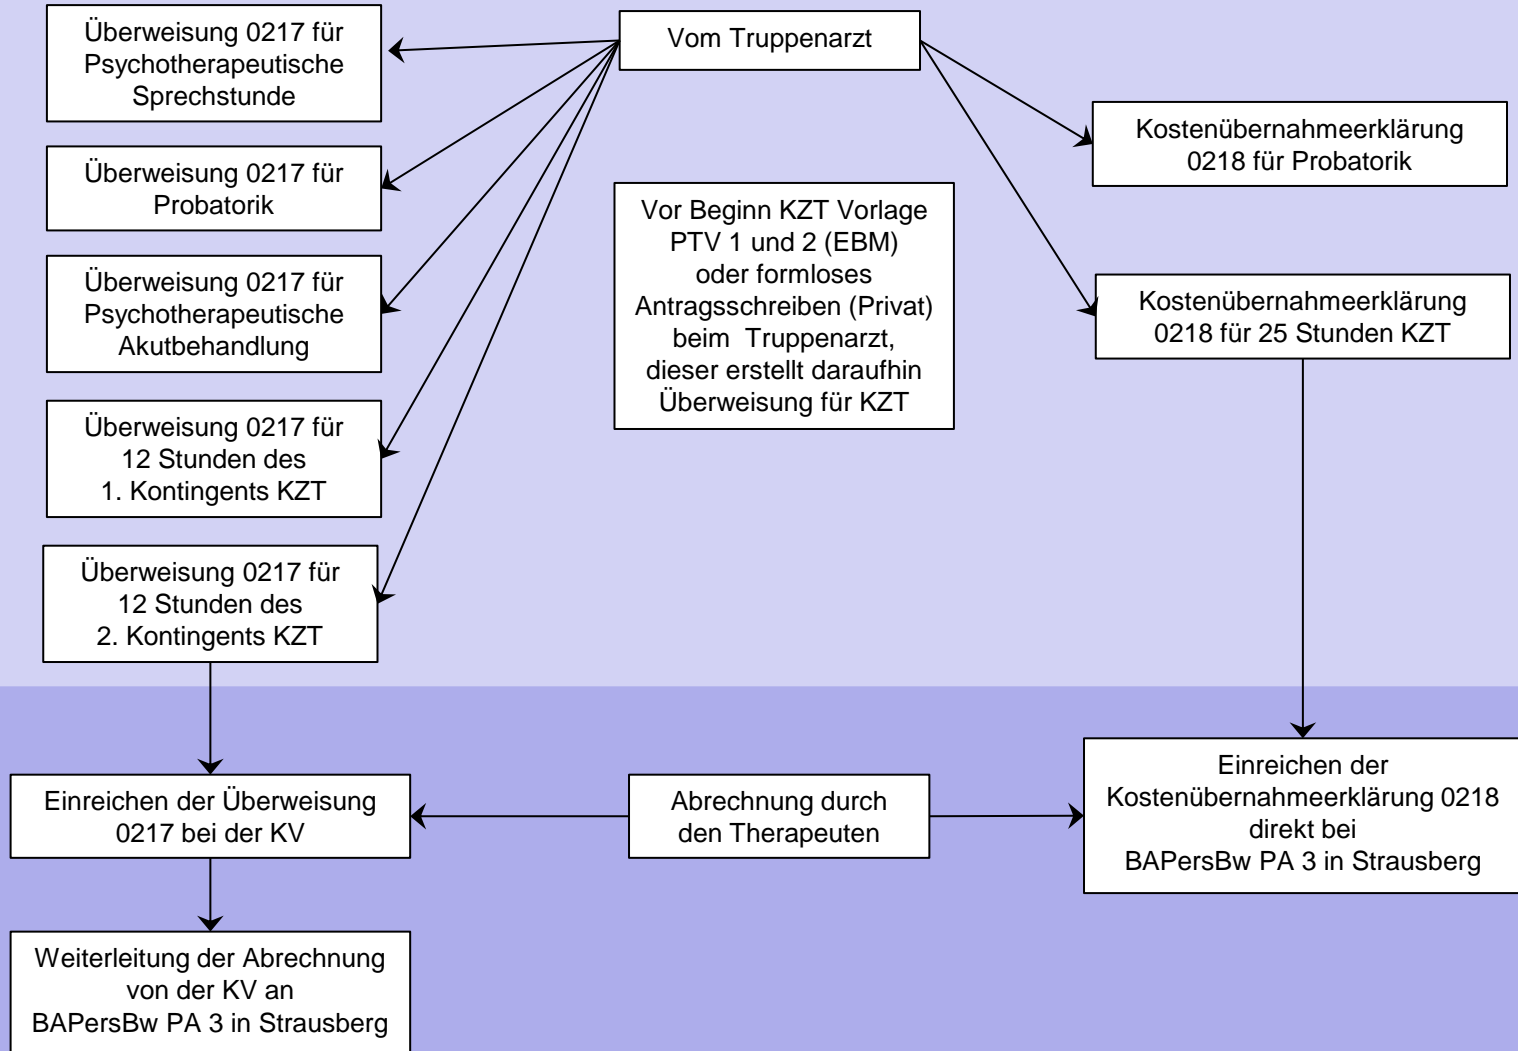 Überweisung 0217 für
Psychotherapeutische
Sprechstunde
Vom Truppenarzt
Kostenübernahmeerklärung
0218 für Probatorik
Überweisung 0217 für
Probatorik
Vor Beginn KZT Vorlage
PTV 1 und 2 (EBM)
oder formloses
Antragsschreiben (Privat)
beim Truppenarzt,
dieser erstellt daraufhin
Überweisung für KZT
Überweisung 0217 für
Psychotherapeutische
Akutbehandlung
Kostenübernahmeerklärung
0218 für 25 Stunden KZT
Überweisung 0217 für
12 Stunden des
1. Kontingents KZT
Überweisung 0217 für
12 Stunden des
2. Kontingents KZT
Einreichen der Überweisung
0217 bei der KV
Abrechnung durch
den Therapeuten
Einreichen der
Kostenübernahmeerklärung 0218
direkt bei
BAPersBw PA 3 in Strausberg
Weiterleitung der Abrechnung
von der KV an
BAPersBw PA 3 in Strausberg